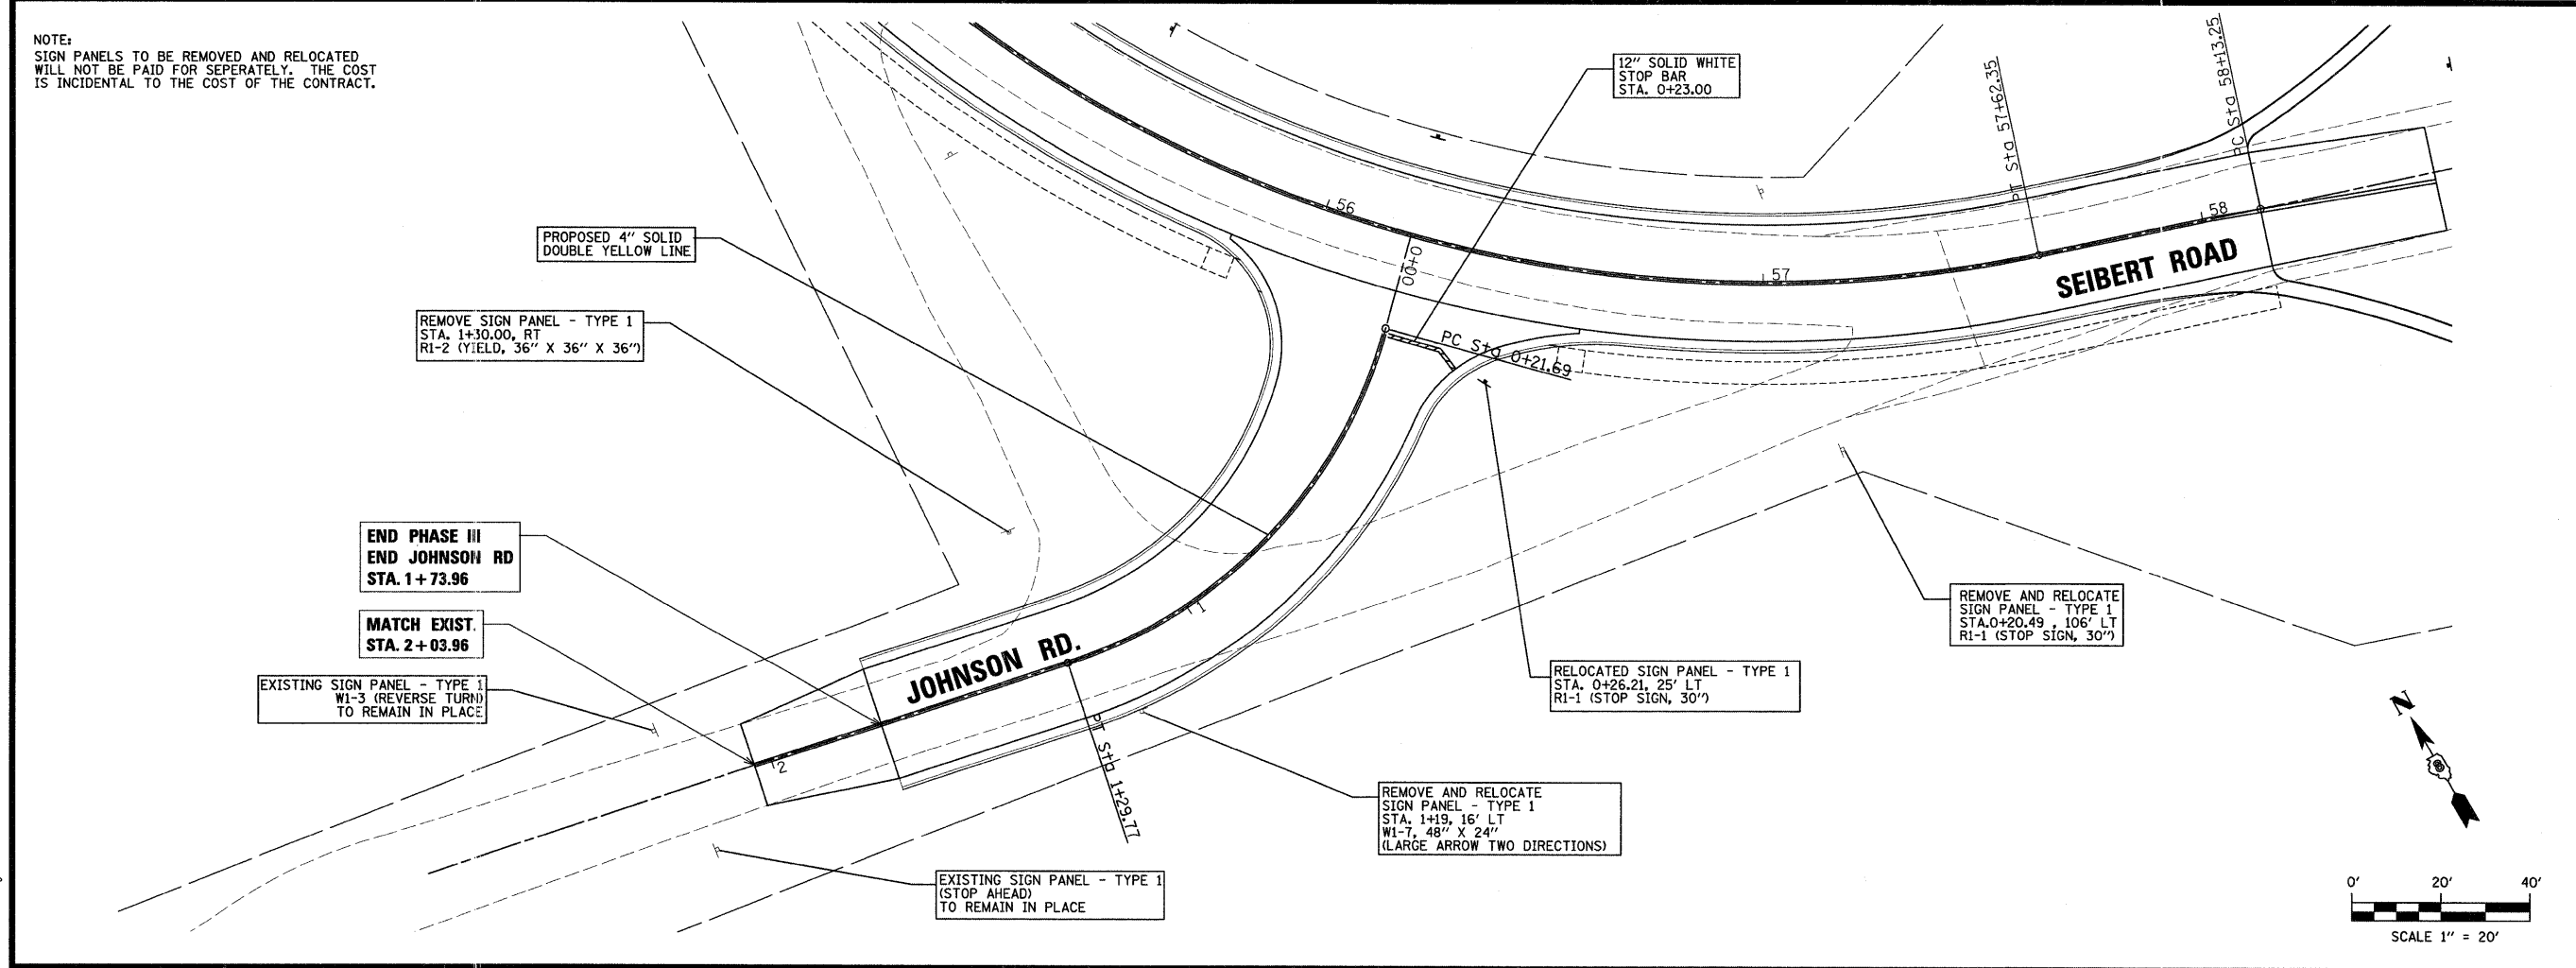 NOTE:
SIGN PANELS TO BE REMOVED AND RELOCATED
WILL NOT BE PAID FOR SEPERATELY. THE COST
IS INCIDENTAL TO THE COST OF THE CONTRACT.
12" SOLID WHITE
STOP BAR
STA. 0+23.00
PT Sta 57+62.35
PC Sta 58+13.25
56
57
58
0+00
SEIBERT ROAD
PROPOSED 4" SOLID
DOUBLE YELLOW LINE
REMOVE SIGN PANEL - TYPE 1
STA. 1+30.00, RT
R1-2 (YIELD, 36" X 36" X 36")
PC Sta 0+21.69
END PHASE III
END JOHNSON RD
STA. 1+73.96
MATCH EXIST.
STA. 2+03.96
EXISTING SIGN PANEL - TYPE 1
W1-3 (REVERSE TURN)
TO REMAIN IN PLACE
JOHNSON RD.
1
2
PT Sta 1+29.77
REMOVE AND RELOCATE
SIGN PANEL - TYPE 1
STA.0+20.49 , 106' LT
R1-1 (STOP SIGN, 30")
RELOCATED SIGN PANEL - TYPE 1
STA. 0+26.21, 25' LT
R1-1 (STOP SIGN, 30")
REMOVE AND RELOCATE
SIGN PANEL - TYPE 1
STA. 1+19, 16' LT
W1-7, 48" X 24"
(LARGE ARROW TWO DIRECTIONS)
EXISTING SIGN PANEL - TYPE 1
(STOP AHEAD)
TO REMAIN IN PLACE
N
0' 20' 40'
SCALE 1" = 20'